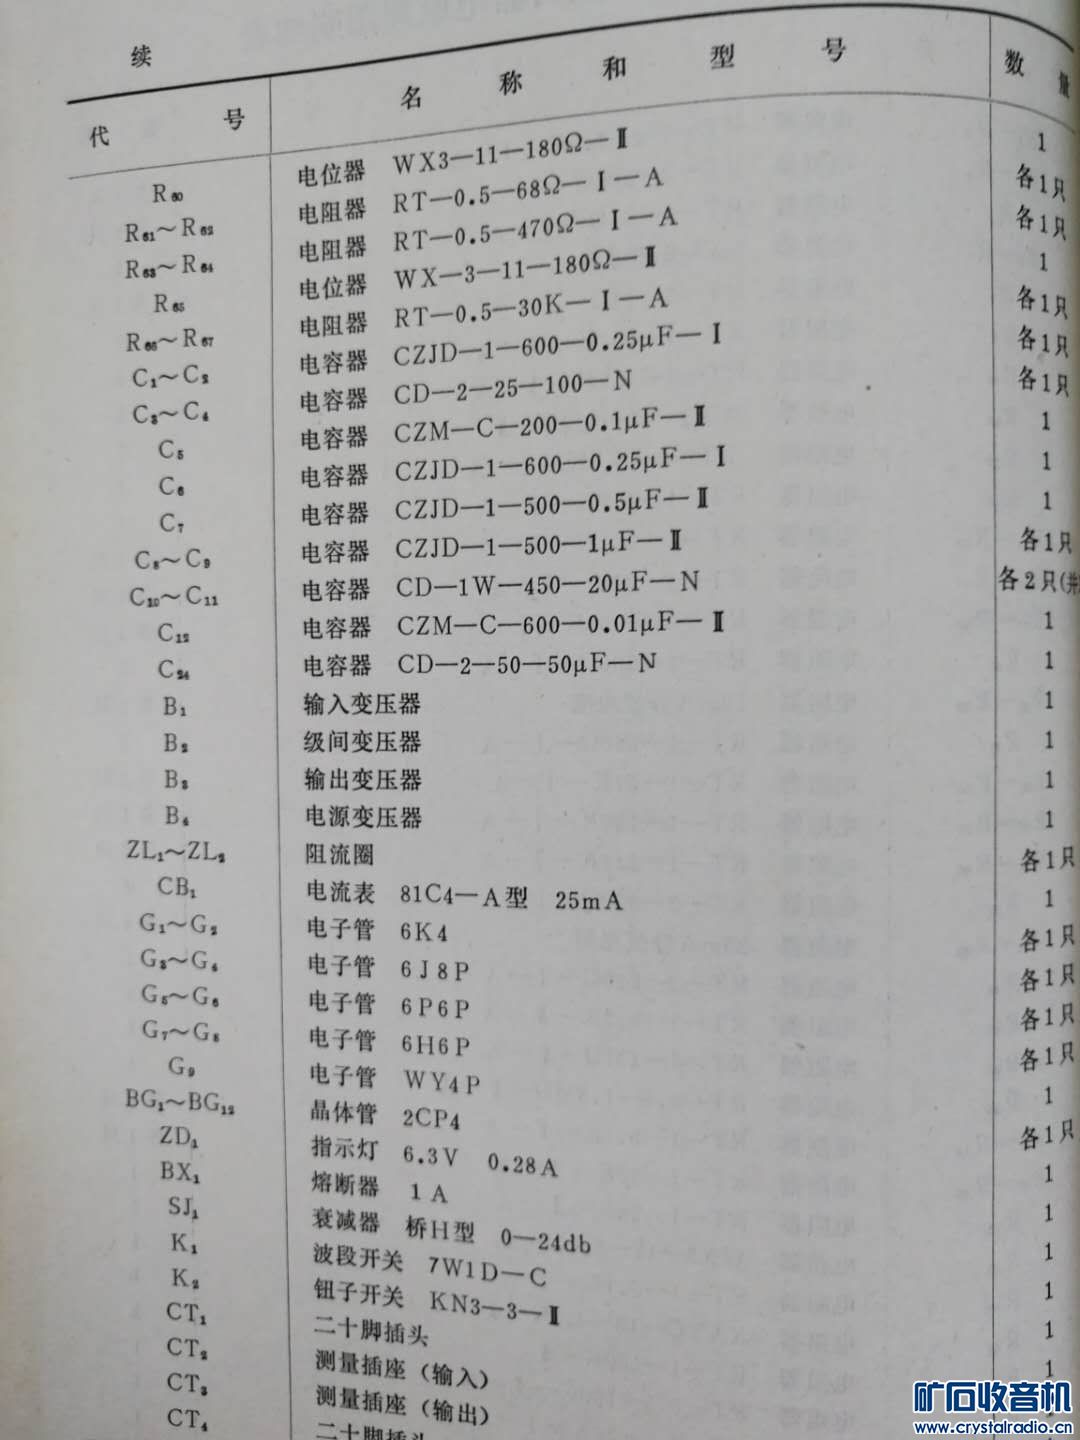 续
代号 名称和型号 数量
R₆₀ 电位器 WX3—11—180Ω—Ⅱ 1
R₆₁～R₆₂ 电阻器 RT—0.5—68Ω—Ⅰ—A 各1只
R₆₃～R₆₄ 电阻器 RT—0.5—470Ω—Ⅰ—A 各1只
R₆₅ 电位器 WX—3—11—180Ω—Ⅱ 1
R₆₆～R₆₇ 电阻器 RT—0.5—30K—Ⅰ—A 各1只
C₁～C₂ 电容器 CZJD—1—600—0.25μF—Ⅰ 各1只
C₃～C₄ 电容器 CD—2—25—100—N 各1只
C₅ 电容器 CZM—C—200—0.1μF—Ⅱ 1
C₆ 电容器 CZJD—1—600—0.25μF—Ⅰ 1
C₇ 电容器 CZJD—1—500—0.5μF—Ⅱ 1
C₈～C₉ 电容器 CZJD—1—500—1μF—Ⅱ 各1只
C₁₀～C₁₁ 电容器 CD—1W—450—20μF—N 各2只(并
C₁₂ 电容器 CZM—C—600—0.01μF—Ⅱ 1
C₂₄ 电容器 CD—2—50—50μF—N 1
B₁ 输入变压器 1
B₂ 级间变压器 1
B₃ 输出变压器 1
B₄ 电源变压器 1
ZL₁～ZL₂ 阻流圈 各1只
CB₁ 电流表 81C4—A型 25mA 1
G₁～G₂ 电子管 6K4 各1只
G₃～G₄ 电子管 6J8P 各1只
G₅～G₆ 电子管 6P6P 各1只
G₇～G₈ 电子管 6H6P 各1只
G₉ 电子管 WY4P 1
BG₁～BG₁₂ 晶体管 2CP4 各1只
ZD₁ 指示灯 6.3V 0.28A 1
BX₁ 熔断器 1A 1
SJ₁ 衰减器 桥H型 0—24db 1
K₁ 波段开关 7W1D—C 1
K₂ 钮子开关 KN3—3—Ⅱ 1
CT₁ 二十脚插头 1
CT₂ 测量插座（输入）
CT₃ 测量插座（输出）
CT₄ 二十脚插头
矿石收音机
www.crystalradio.cn